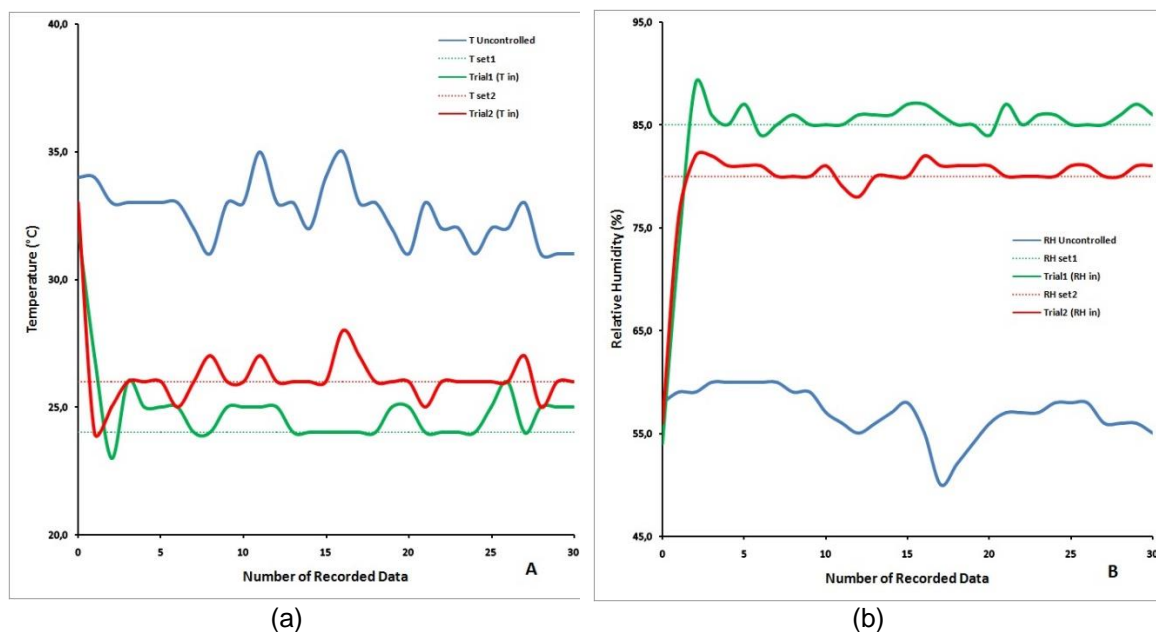 40,0
35,0
30,0
25,0
20,0
Temperature (°C)
T Uncontrolled
T set1
Trial1 (T in)
T set2
Trial2 (T in)
0 5 10 15 20 25 30
Number of Recorded Data
A
(a)
95,0
85,0
75,0
65,0
55,0
45,0
Relative Humidity (%)
RH Uncontrolled
RH set1
Trial1 (RH in)
RH set2
Trial2 (RH in)
0 5 10 15 20 25 30
Number of Recorded Data
B
(b)